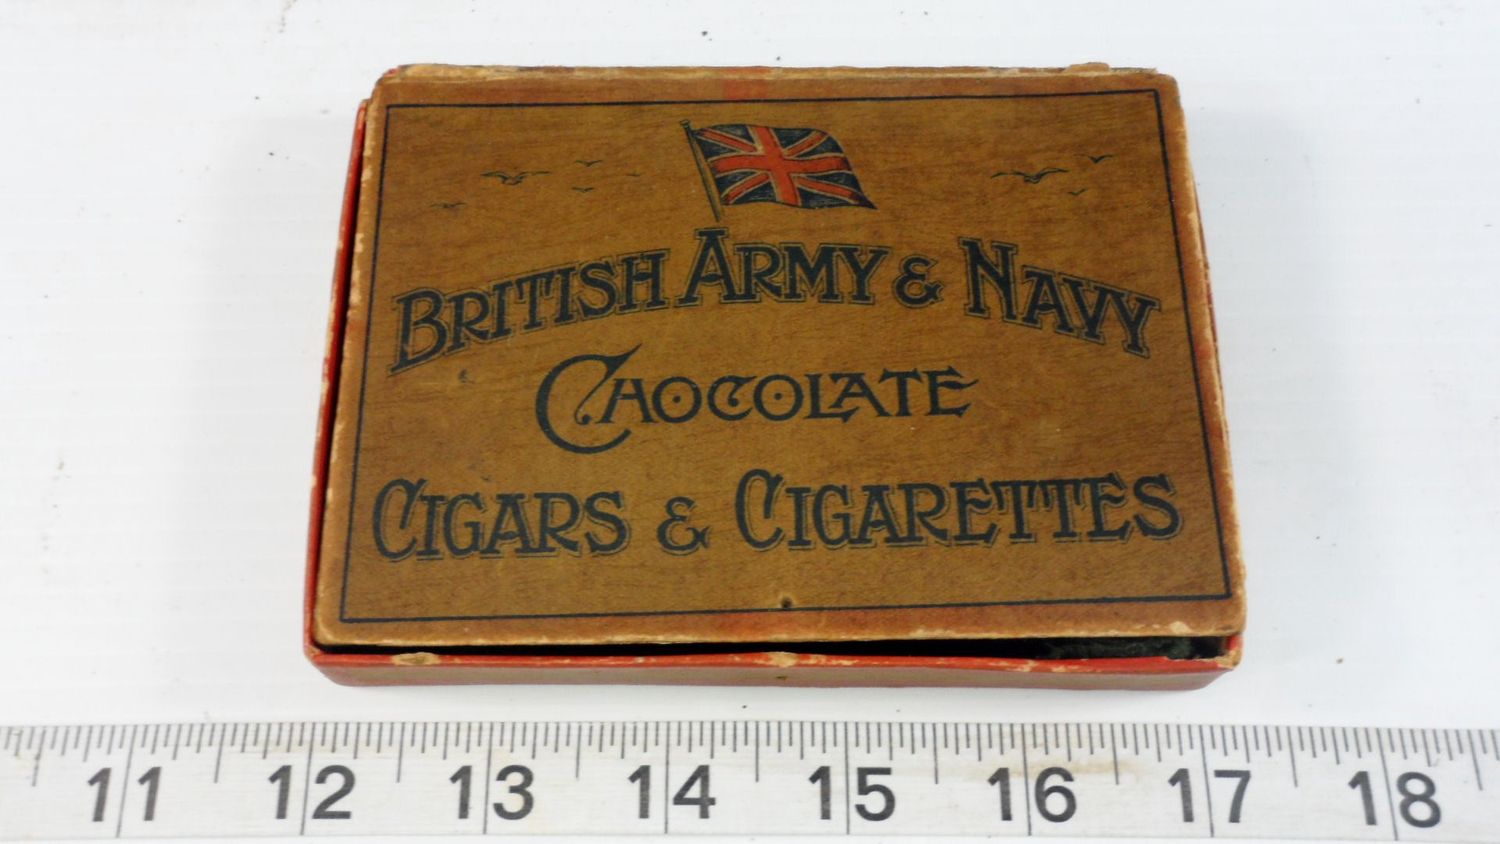 BRITISH ARMY & NAVY
CHOCOLATE
CIGARS & CIGARETTES
11 12 13 14 15 16 17 18